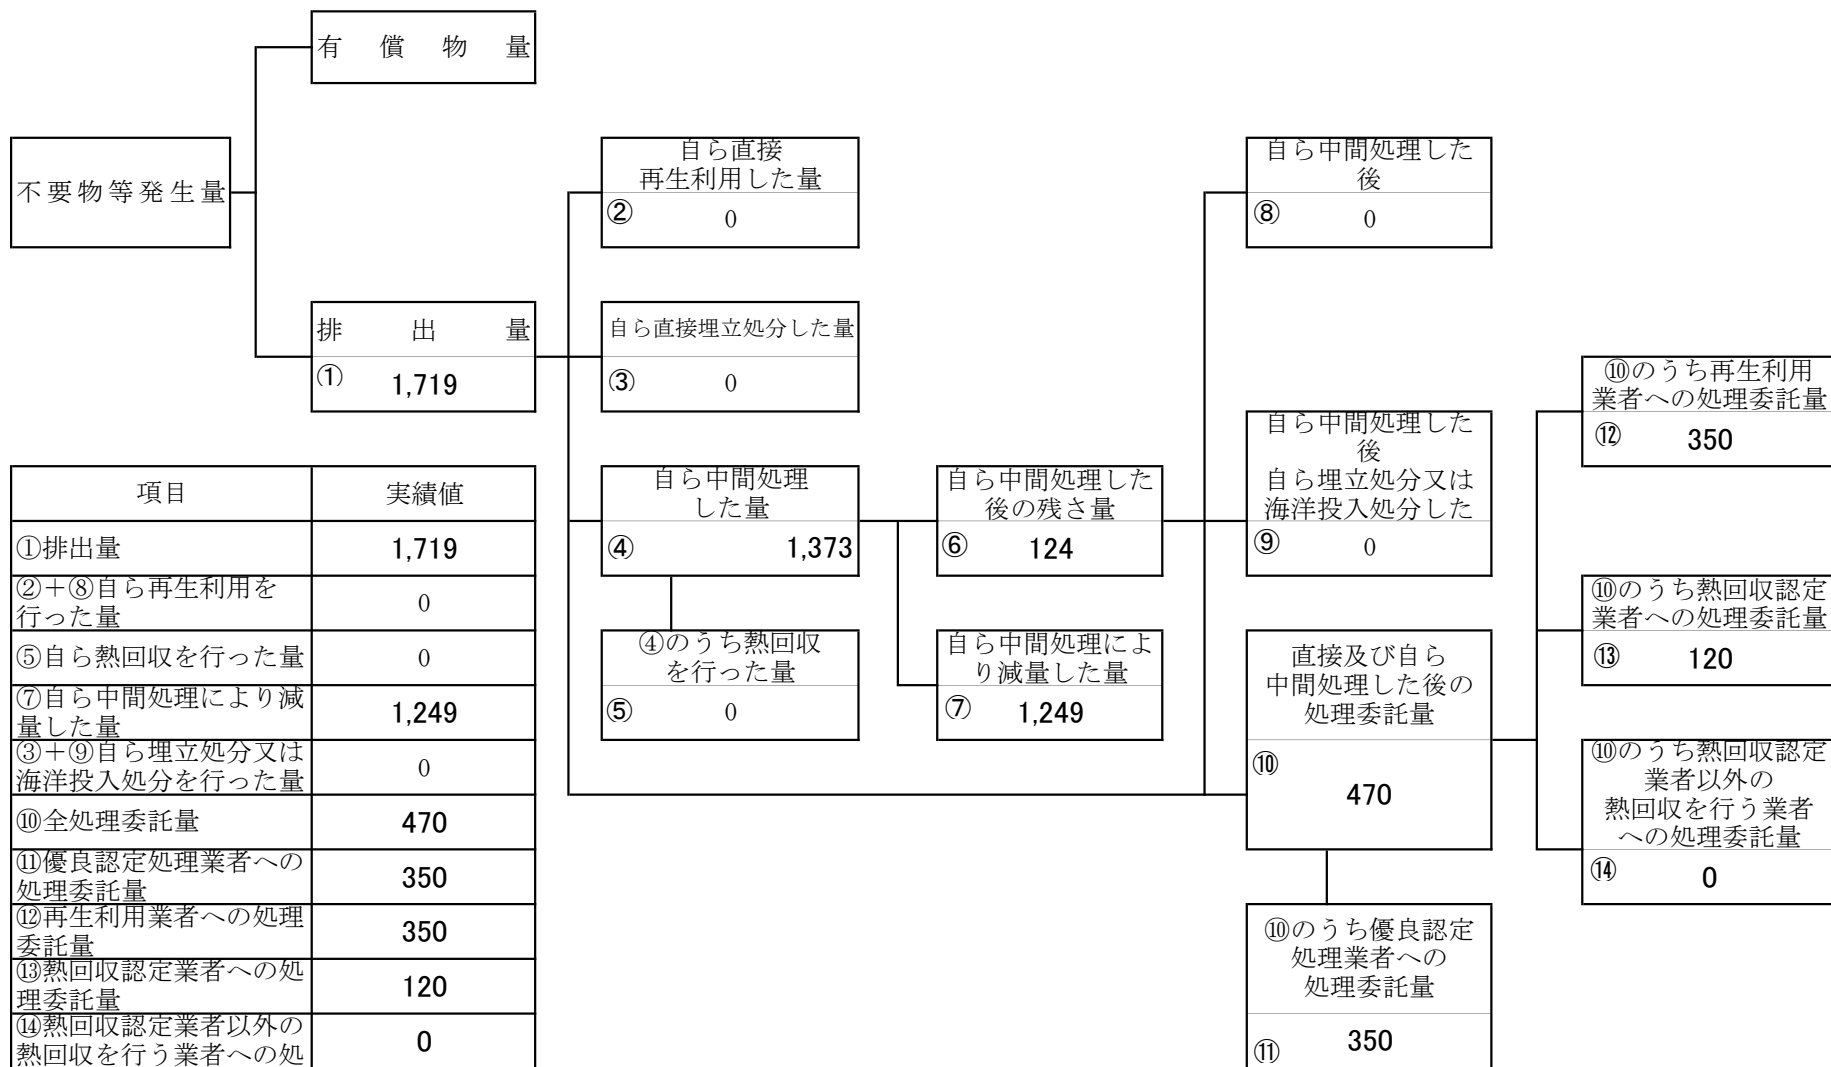 有償物量
不要物等発生量
排出量
① 1,719
自ら直接
再生利用した量
② 0
自ら直接埋立処分した量
③ 0
自ら中間処理
した量
④ 1,373
④のうち熱回収
を行った量
⑤ 0
自ら中間処理した
後の残さ量
⑥ 124
自ら中間処理によ
り減量した量
⑦ 1,249
自ら中間処理した
後
⑧ 0
自ら中間処理した
後
自ら埋立処分又は
海洋投入処分した
⑨ 0
直接及び自ら
中間処理した後の
処理委託量
⑩
470
⑩のうち優良認定
処理業者への
処理委託量
⑪ 350
⑩のうち再生利用
業者への処理委託量
⑫ 350
⑩のうち熱回収認定
業者への処理委託量
⑬ 120
⑩のうち熱回収認定
業者以外の
熱回収を行う業者
への処理委託量
⑭ 0
項目 実績値
①排出量 1,719
②＋⑧自ら再生利用を
行った量 0
⑤自ら熱回収を行った量 0
⑦自ら中間処理により減
量した量 1,249
③＋⑨自ら埋立処分又は
海洋投入処分を行った量 0
⑩全処理委託量 470
⑪優良認定処理業者への
処理委託量 350
⑫再生利用業者への処理
委託量 350
⑬熱回収認定業者への処
理委託量 120
⑭熱回収認定業者以外の
熱回収を行う業者への処 0